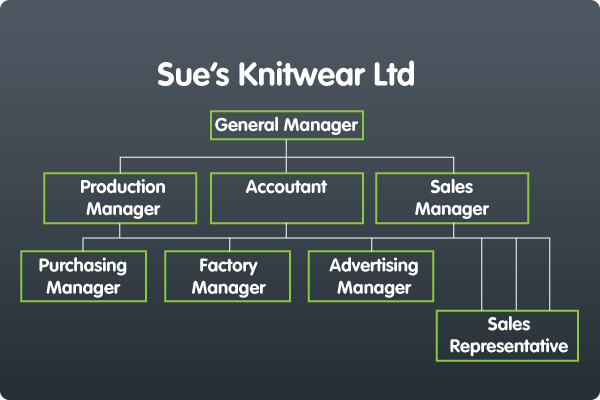 Sue's Knitwear Ltd
General Manager
Production
Manager
Accoutant
Sales
Manager
Purchasing
Manager
Factory
Manager
Advertising
Manager
Sales
Representative